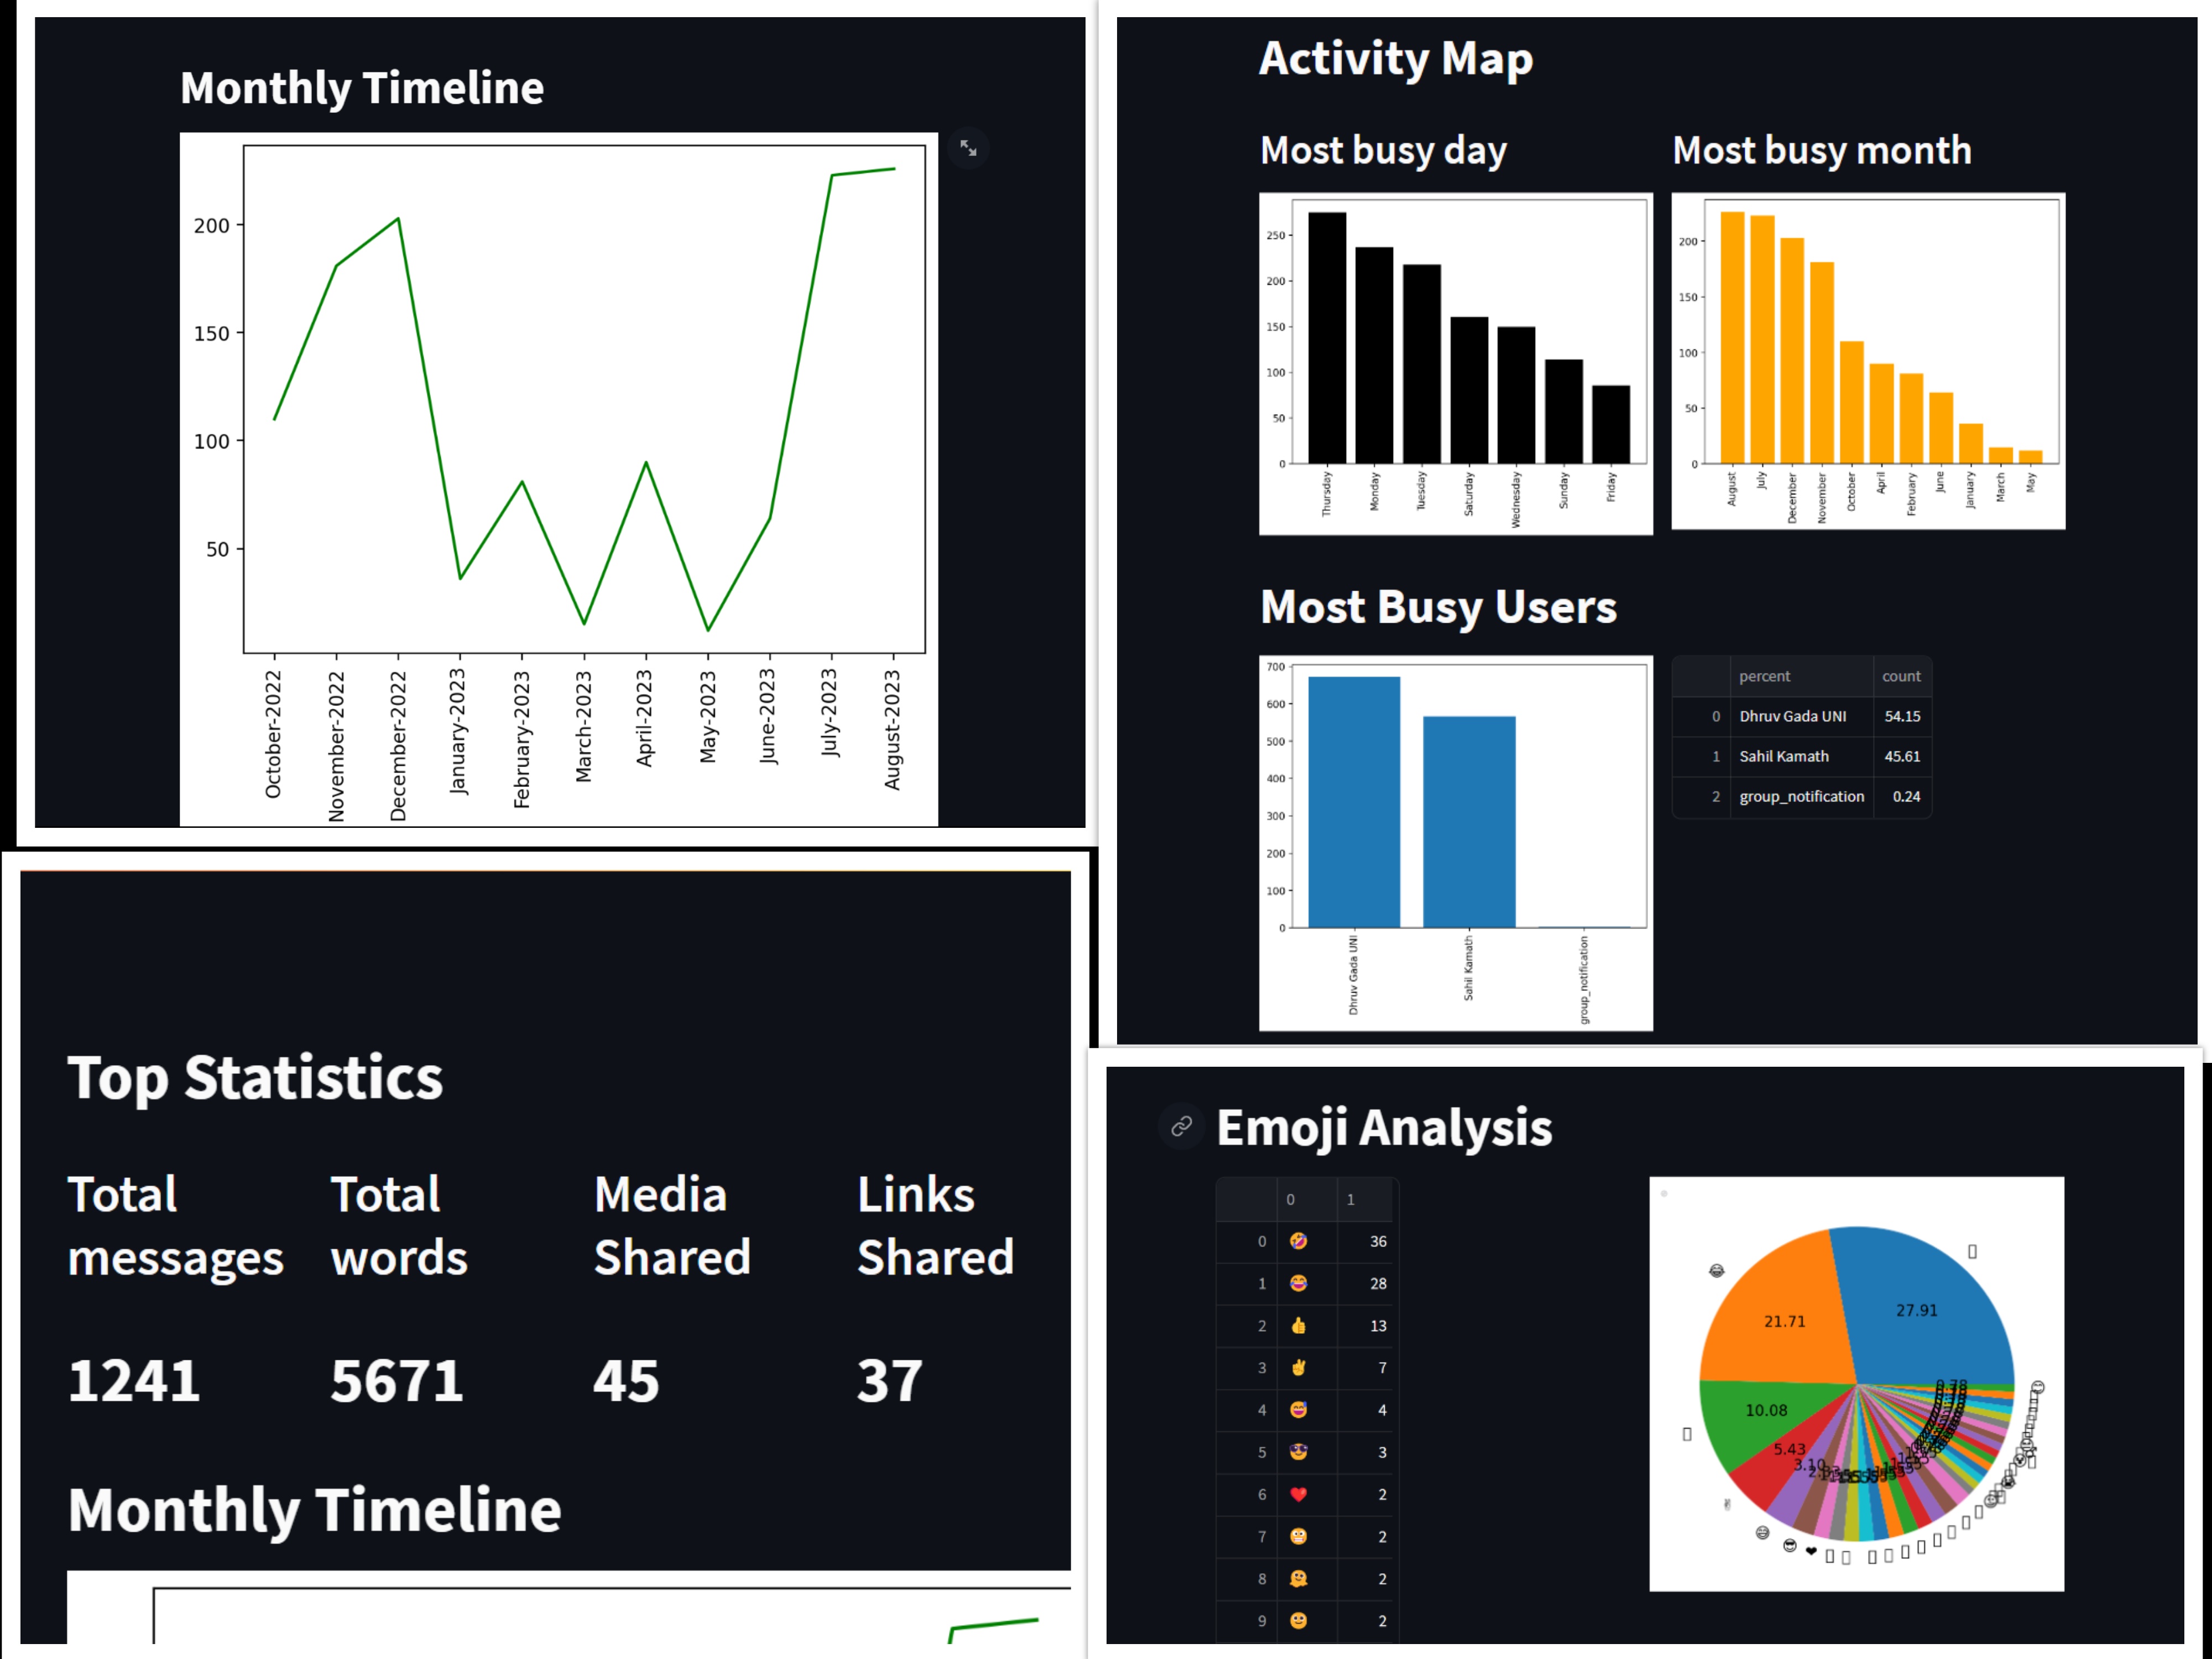 Monthly Timeline
200
150
100
50
October-2022
November-2022
December-2022
January-2023
February-2023
March-2023
April-2023
May-2023
June-2023
July-2023
August-2023
Activity Map
Most busy day
250
200
150
100
50
0
Thursday
Monday
Tuesday
Saturday
Wednesday
Sunday
Friday
Most busy month
200
150
100
50
0
August
July
December
November
October
April
February
June
January
March
May
Most Busy Users
700
600
500
400
300
200
100
0
Dhruv Gada UNI
Sahil Kamath
group_notification
percent count
0 Dhruv Gada UNI 54.15
1 Sahil Kamath 45.61
2 group_notification 0.24
Top Statistics
Total messages
Total words
Media Shared
Links Shared
1241 5671 45 37
Monthly Timeline
Emoji Analysis
0 1
0 🤣 36
1 😂 28
2 👍 13
3 ✌ 7
4 😅 4
5 😎 3
6 ❤ 2
7 😬 2
8 2
9 2
27.91
21.71
10.08
5.43
3.10
0.78